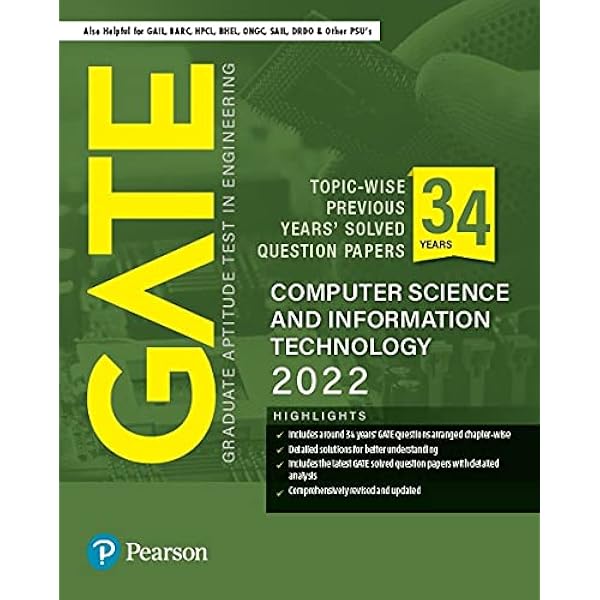 Also Helpful for GAIL, BARC, HPCL, BHEL, ONGC, SAIL, DRDO & Other PSU's
GATE
GRADUATE APTITUDE TEST IN ENGINEERING
TOPIC-WISE
PREVIOUS
YEARS' SOLVED
QUESTION PAPERS
34
YEARS
COMPUTER SCIENCE
AND INFORMATION
TECHNOLOGY
2022
HIGHLIGHTS
✓ Includes around 34 years' GATE Questions arranged chapter-wise
✓ Detailed solutions for better understanding
✓ Includes the latest GATE solved question papers with detailed
analysis
✓ Comprehensively revised and updated
Pearson